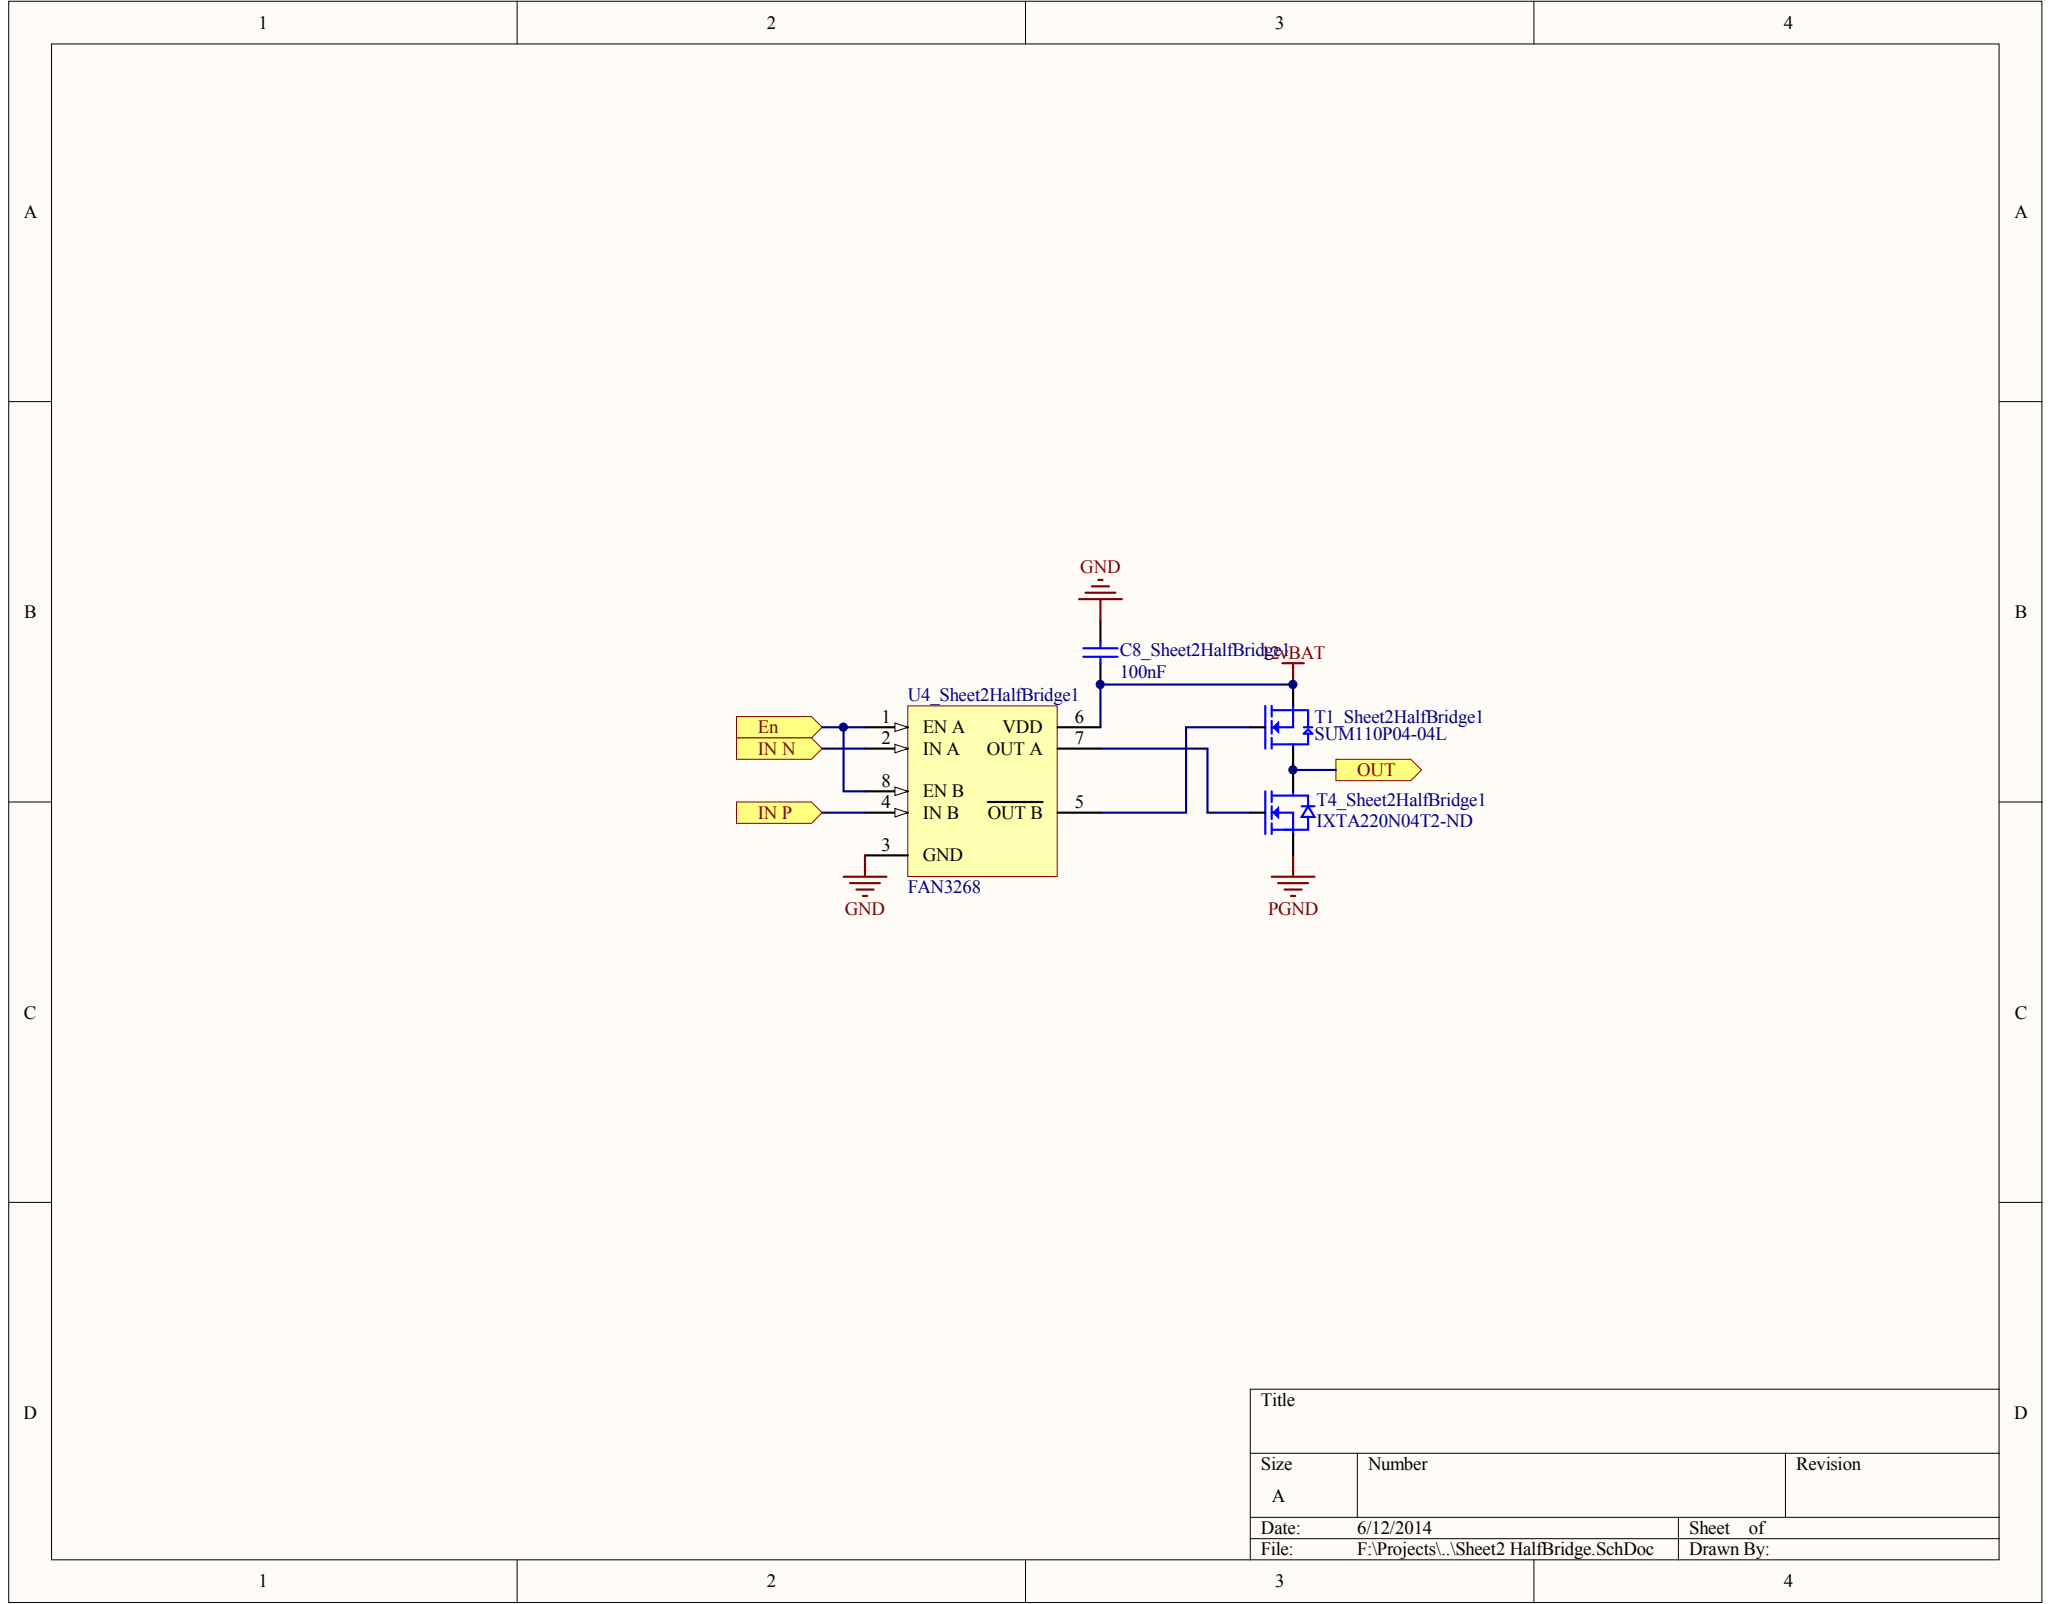 1 2 3 4
A A
GND
B B
C8_Sheet2HalfBridge1 12VBAT
100nF
U4_Sheet2HalfBridge1
En 1 EN A VDD 6 T1_Sheet2HalfBridge1
IN N 2 IN A OUT A 7 SUM110P04-04L
OUT
8 EN B T4_Sheet2HalfBridge1
IN P 4 IN B OUT B 5 IXTA220N04T2-ND
3 GND
FAN3268
GND PGND
C C
Title
D D
Size Number Revision
A
Date: 6/12/2014 Sheet of
File: F:\Projects\..\Sheet2 HalfBridge.SchDoc Drawn By:
1 2 3 4